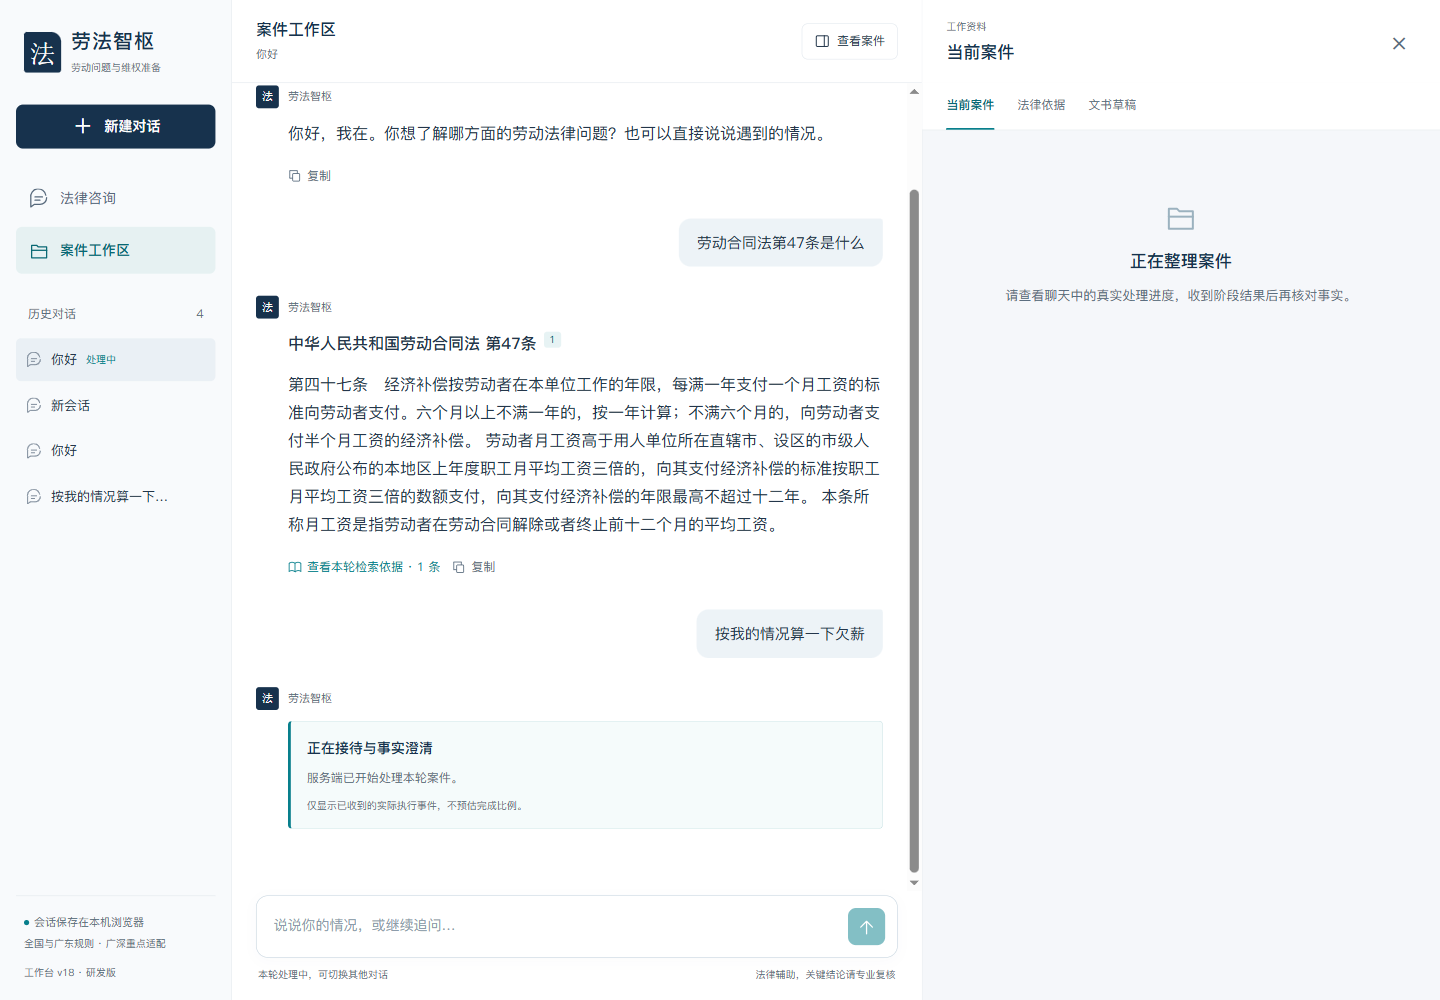 法
劳法智枢
劳动问题与维权准备
新建对话
法律咨询
案件工作区
历史对话 4
你好 处理中
新会话
你好
按我的情况算一下...
会话保存在本机浏览器
全国与广东规则 · 广深重点适配
工作台 v18 · 研发版
案件工作区
你好
查看案件
法 劳法智枢
你好，我在。你想了解哪方面的劳动法律问题？也可以直接说说遇到的情况。
复制
劳动合同法第47条是什么
法 劳法智枢
中华人民共和国劳动合同法 第47条 1
第四十七条　经济补偿按劳动者在本单位工作的年限，每满一年支付一个月工资的标
准向劳动者支付。六个月以上不满一年的，按一年计算；不满六个月的，向劳动者支
付半个月工资的经济补偿。 劳动者月工资高于用人单位所在直辖市、设区的市级人
民政府公布的本地区上年度职工月平均工资三倍的，向其支付经济补偿的标准按职工
月平均工资三倍的数额支付，向其支付经济补偿的年限最高不超过十二年。 本条所
称月工资是指劳动者在劳动合同解除或者终止前十二个月的平均工资。
查看本轮检索依据 · 1 条 复制
按我的情况算一下欠薪
法 劳法智枢
正在接待与事实澄清
服务端已开始处理本轮案件。
仅显示已收到的实际执行事件，不预估完成比例。
说说你的情况，或继续追问...
本轮处理中，可切换其他对话 法律辅助，关键结论请专业复核
工作资料
当前案件
当前案件 法律依据 文书草稿
正在整理案件
请查看聊天中的真实处理进度，收到阶段结果后再核对事实。